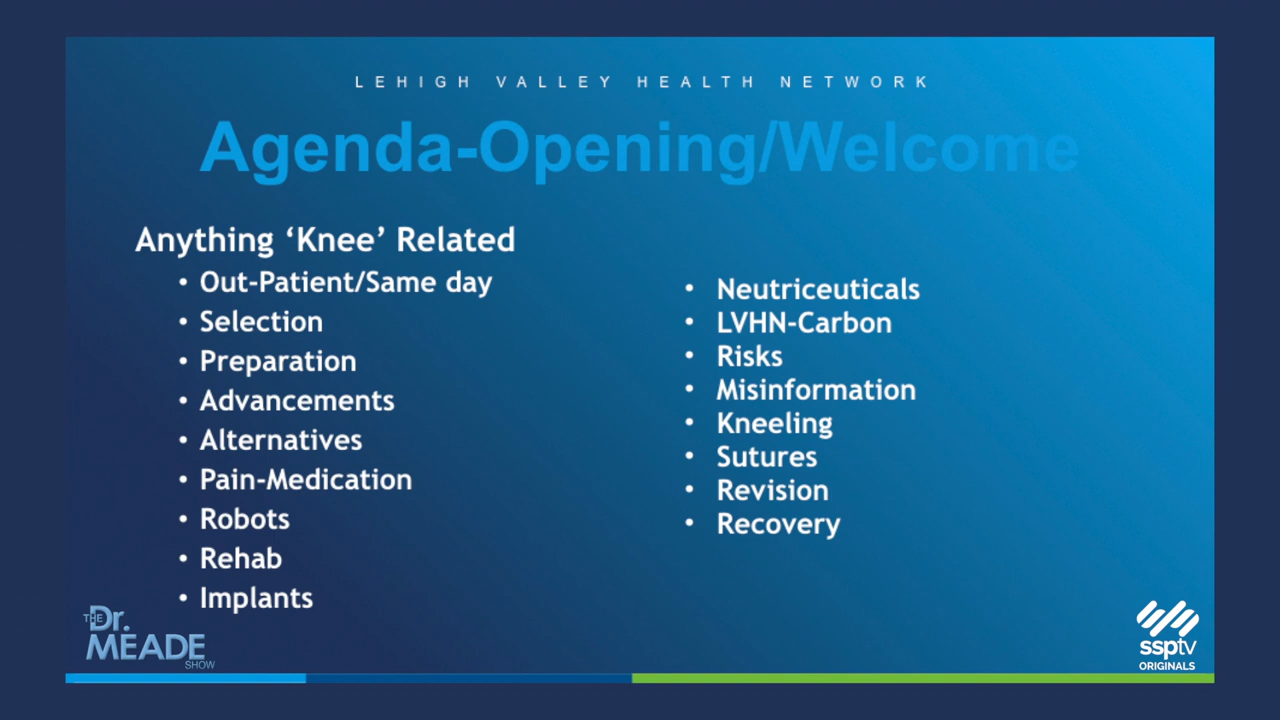 LEHIGH VALLEY HEALTH NETWORK
Agenda-Opening/Welcome
Anything ‘Knee’ Related
• Out-Patient/Same day
• Selection
• Preparation
• Advancements
• Alternatives
• Pain-Medication
• Robots
• Rehab
• Implants
• Neutriceuticals
• LVHN-Carbon
• Risks
• Misinformation
• Kneeling
• Sutures
• Revision
• Recovery
THE Dr.
MEADE
SHOW
ssptv
ORIGINALS